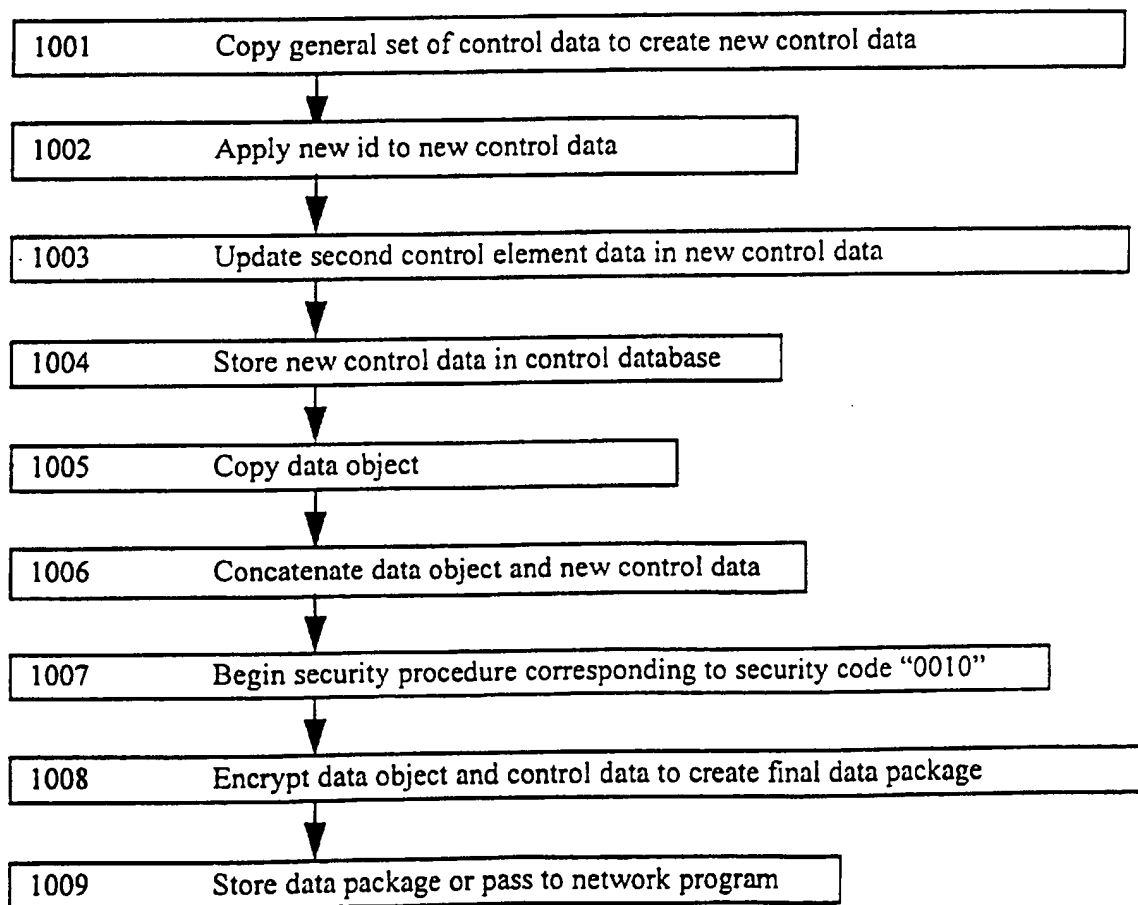 1001 Copy general set of control data to create new control data
1002 Apply new id to new control data
1003 Update second control element data in new control data
1004 Store new control data in control database
1005 Copy data object
1006 Concatenate data object and new control data
1007 Begin security procedure corresponding to security code “0010”
1008 Encrypt data object and control data to create final data package
1009 Store data package or pass to network program